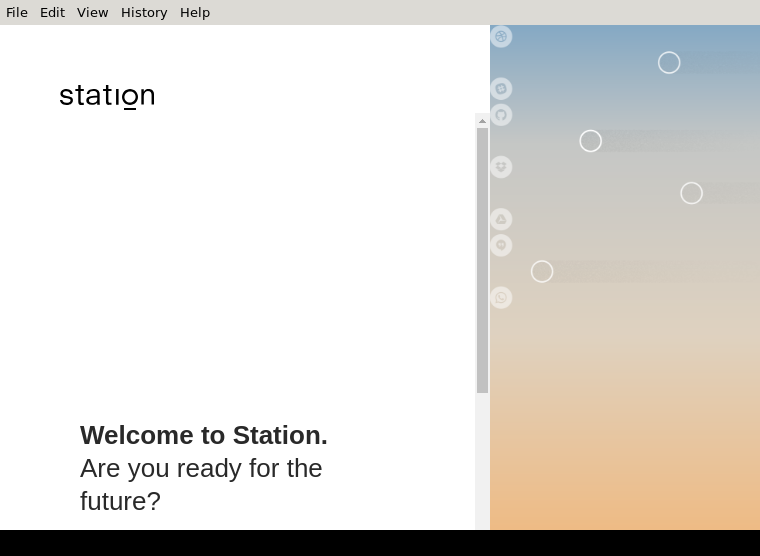 File Edit View History Help
station
Welcome to Station.
Are you ready for the
future?